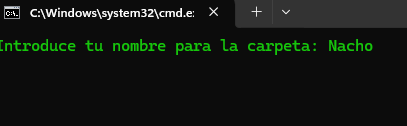 C:\Windows\system32\cmd.e
Introduce tu nombre para la carpeta: Nacho